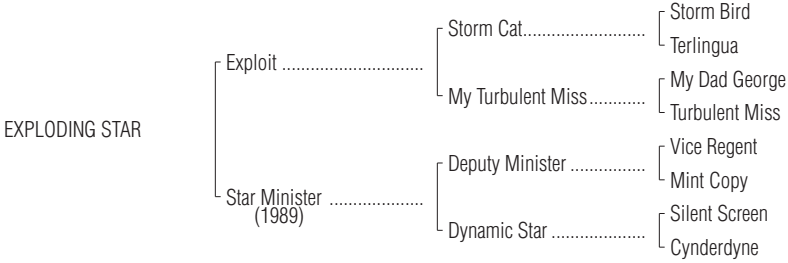 Storm Bird
Storm Cat..........................
Terlingua
Exploit ..............................
My Dad George
My Turbulent Miss............
Turbulent Miss
EXPLODING STAR
Vice Regent
Deputy Minister ................
Mint Copy
Star Minister ....................
(1989)
Silent Screen
Dynamic Star ....................
Cynderdyne